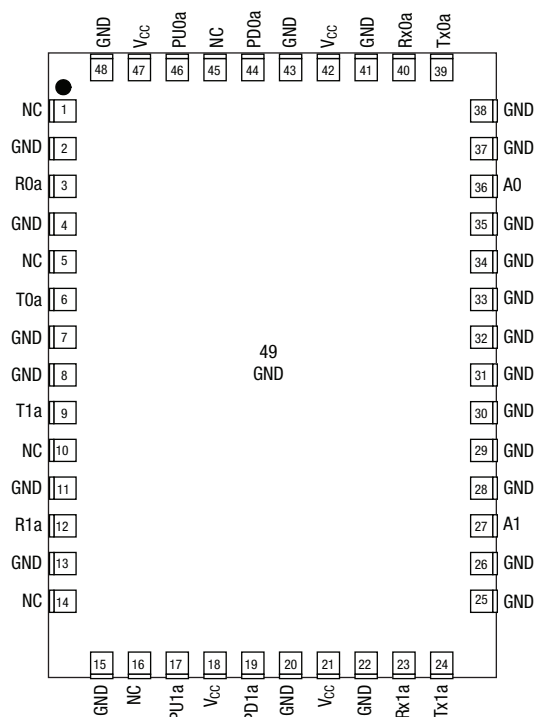 GND VCC PU0a NC PD0a GND VCC GND Rx0a Tx0a
48 47 46 45 44 43 42 41 40 39
NC 1 38 GND
GND 2 37 GND
R0a 3 36 A0
GND 4 35 GND
NC 5 34 GND
T0a 6 33 GND
GND 7 32 GND
49
GND
GND 8 31 GND
T1a 9 30 GND
NC 10 29 GND
GND 11 28 GND
R1a 12 27 A1
GND 13 26 GND
NC 14 25 GND
15 16 17 18 19 20 21 22 23 24
GND NC PU1a VCC PD1a GND VCC GND Rx1a Tx1a